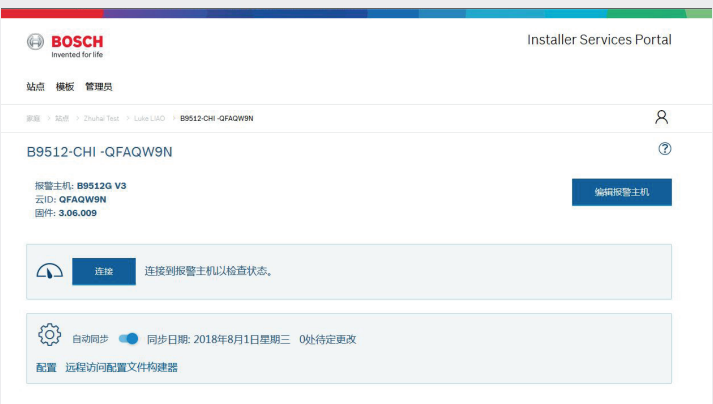 BOSCH
Invented for life
Installer Services Portal
站点 模板 管理员
家庭 > 站点 > Zhuhai Test > Luke LIAO > B9512-CHI -QFAQW9N
B9512-CHI -QFAQW9N
报警主机: B9512G V3
云ID: QFAQW9N
固件: 3.06.009
编辑报警主机
连接 连接到报警主机以检查状态。
自动同步 同步日期: 2018年8月1日星期三 0处待定更改
配置 远程访问配置文件构建器